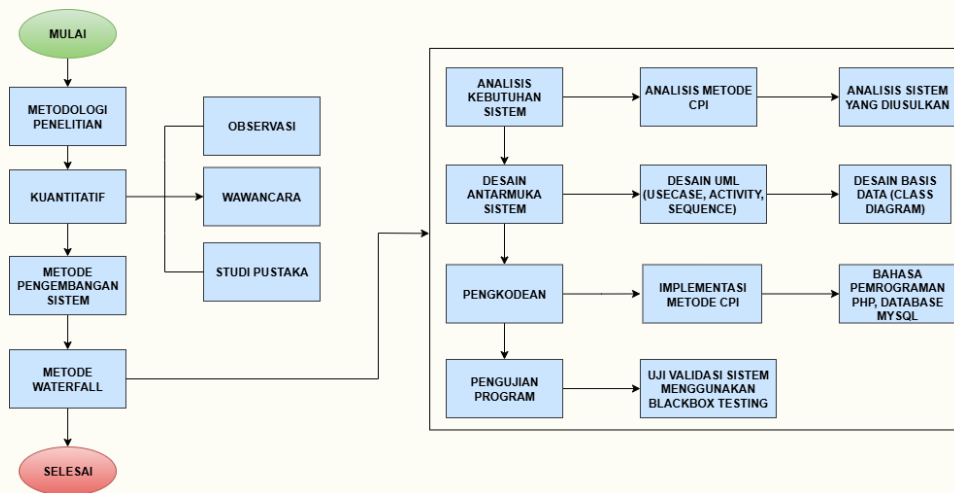 MULAI
METODOLOGI
PENELITIAN
KUANTITATIF
METODE
PENGEMBANGAN
SISTEM
METODE
WATERFALL
SELESAI
OBSERVASI
WAWANCARA
STUDI PUSTAKA
ANALISIS
KEBUTUHAN
SISTEM
ANALISIS METODE
CPI
ANALISIS SISTEM
YANG DIUSULKAN
DESAIN
ANTARMUKA
SISTEM
DESAIN UML
(USECASE, ACTIVITY,
SEQUENCE)
DESAIN BASIS
DATA (CLASS
DIAGRAM)
PENGKODEAN
IMPLEMENTASI
METODE CPI
BAHASA
PEMROGRAMAN
PHP, DATABASE
MYSQL
PENGUJIAN
PROGRAM
UJI VALIDASI SISTEM
MENGGUNAKAN
BLACKBOX TESTING